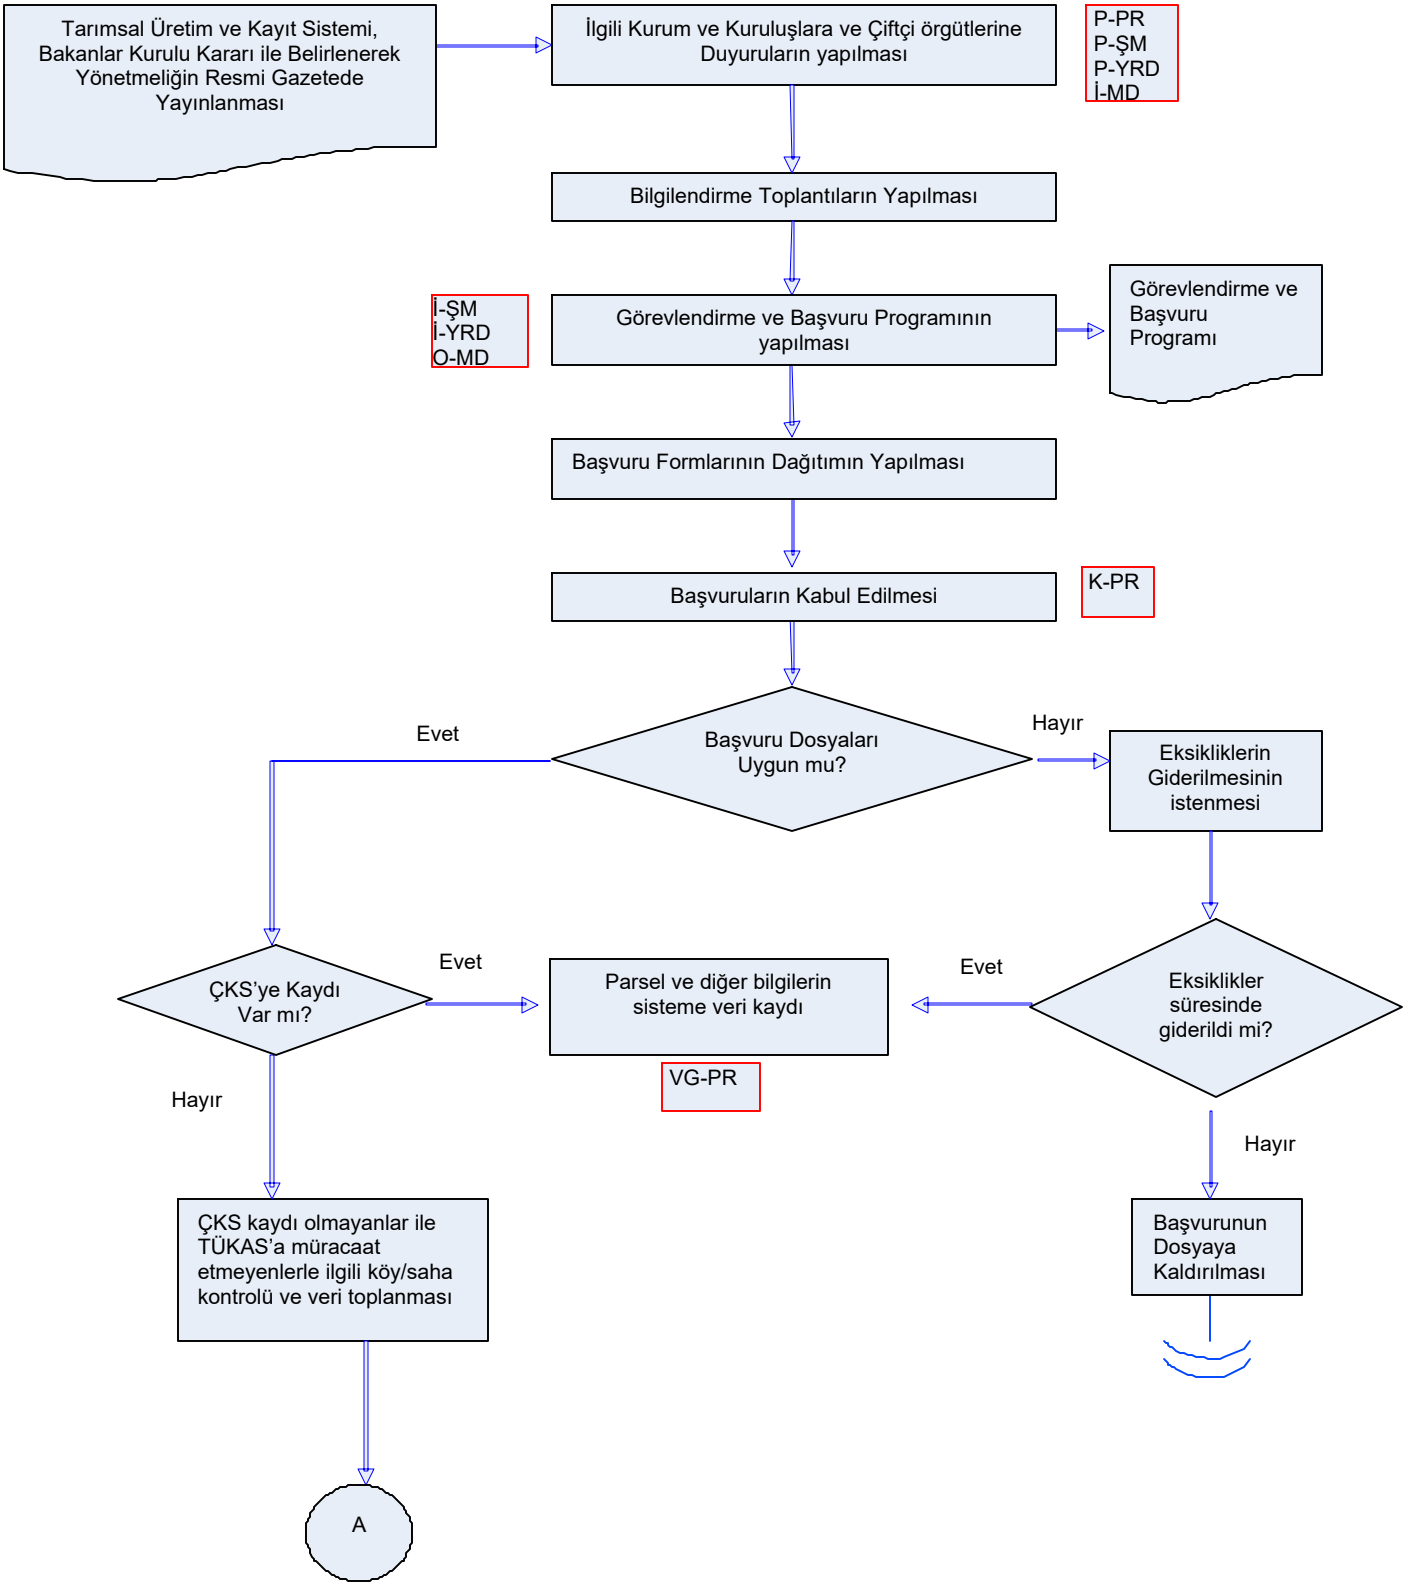 Tarımsal Üretim ve Kayıt Sistemi,
Bakanlar Kurulu Kararı ile Belirlenerek
Yönetmeliğin Resmi Gazetede
Yayınlanması
İlgili Kurum ve Kuruluşlara ve Çiftçi örgütlerine
Duyuruların yapılması
P-PR
P-ŞM
P-YRD
İ-MD
Bilgilendirme Toplantıların Yapılması
İ-ŞM
İ-YRD
O-MD
Görevlendirme ve Başvuru Programının
yapılması
Görevlendirme ve
Başvuru
Programı
Başvuru Formlarının Dağıtımın Yapılması
Başvuruların Kabul Edilmesi
K-PR
Evet
Başvuru Dosyaları
Uygun mu?
Hayır
Eksikliklerin
Giderilmesinin
istenmesi
ÇKS’ye Kaydı
Var mı?
Evet
Parsel ve diğer bilgilerin
sisteme veri kaydı
Evet
Eksiklikler
süresinde
giderildi mi?
VG-PR
Hayır
Hayır
ÇKS kaydı olmayanlar ile
TÜKAS’a müracaat
etmeyenlerle ilgili köy/saha
kontrolü ve veri toplanması
Başvurunun
Dosyaya
Kaldırılması
A